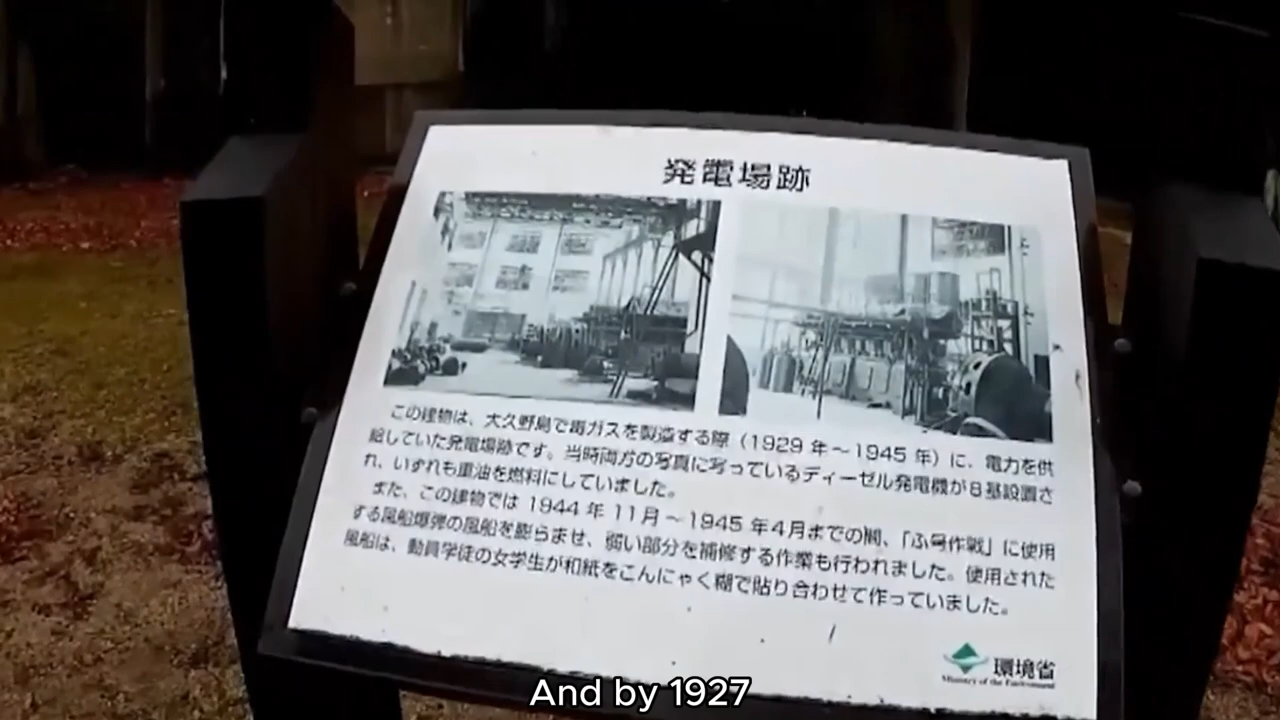 発電場跡
この建物は、大久野島で毒ガスを製造する際（1929 年～1945 年）に、電力を供
給していた発電場跡です。当時両方の写真に写っているディーゼル発電機が8基設置さ
れ、いずれも重油を燃料にしていました。
また、この建物では 1944 年 11月～1945 年4月までの間、「ふ号作戦」に使用
する風船爆弾の風船を膨らませ、弱い部分を補修する作業も行われました。使用された
風船は、動員学徒の女学生が和紙をこんにゃく糊で貼り合わせて作っていました。
環境省
Ministry of the Environment
And by 1927